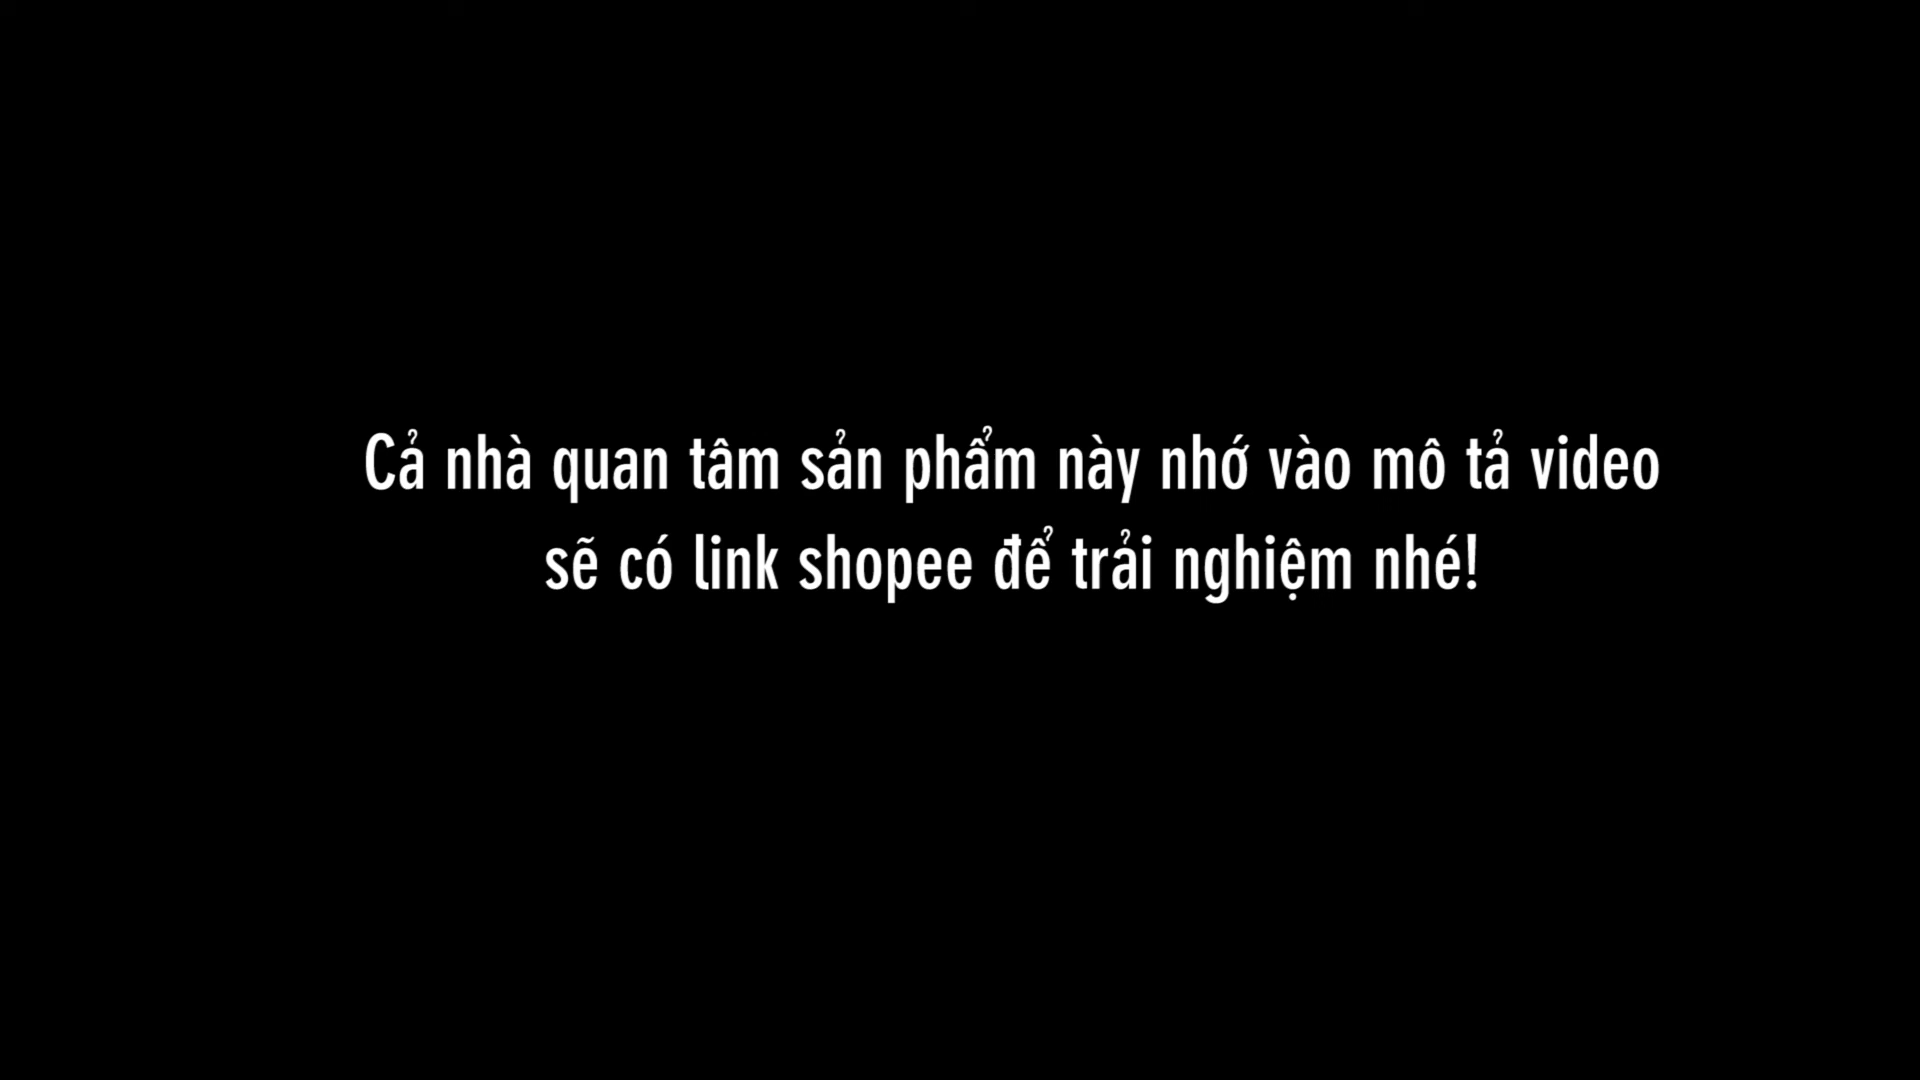 Cả nhà quan tâm sản phẩm này nhớ vào mô tả video
sẽ có link shopee để trải nghiệm nhé!